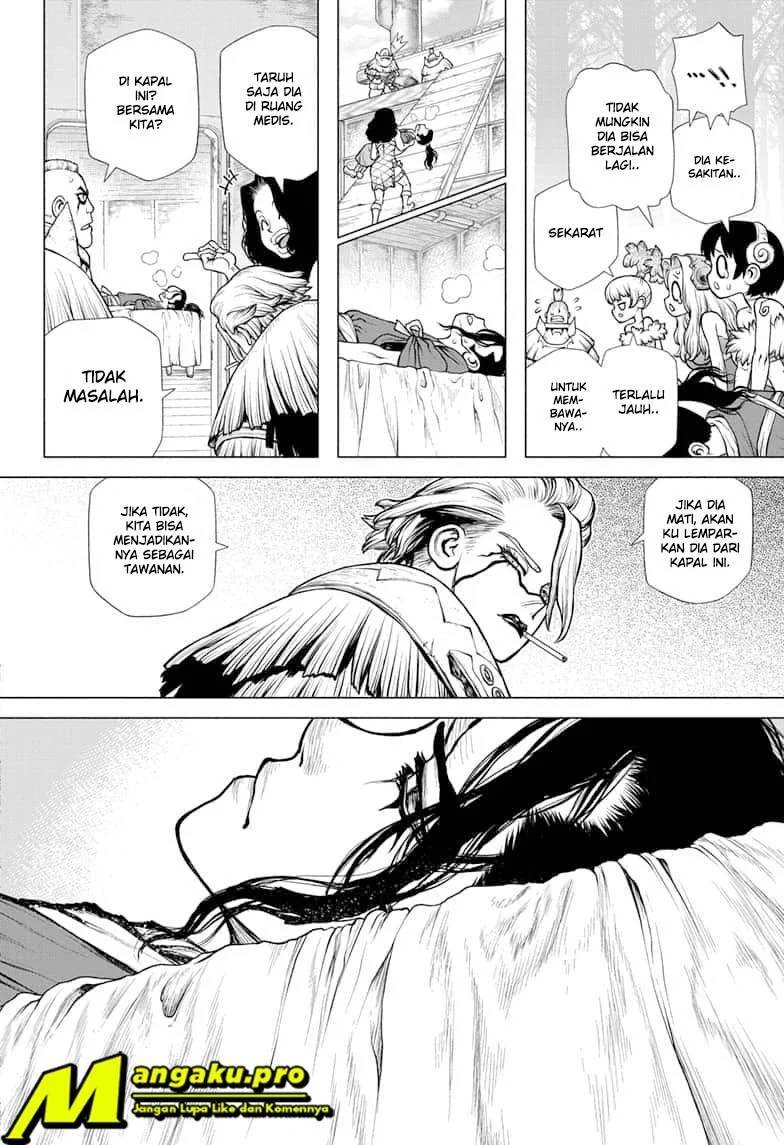 ... !!
DIA KE-
SAKITAN..
TIDAK
MUNGKIN
DIA BISA
BERJALAN
LAGI..
SEKARAT
TERLALU
JAUH..
UNTUK
MEM-
BAWA-
NYA..
TARUH
SAJA DIA
DI RUANG
MEDIS.
DI KAPAL
INI?
BERSAMA
KITA?
TIDAK
MASALAH.
JIKA DIA
MATI, AKAN
KU LEMPAR-
KAN DIA DARI
KAPAL INI.
JIKA TIDAK,
KITA BISA
MENJADIKAN-
NYA SEBAGAI
TAWANAN.
Mangaku.pro
Jangan Lupa Like dan Komennya